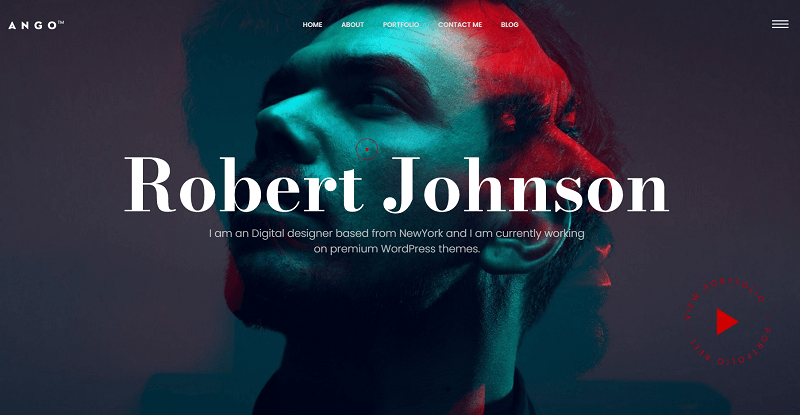 ANGO™
HOME ABOUT PORTFOLIO CONTACT ME BLOG
Robert Johnson
I am an Digital designer based from NewYork and I am currently working
on premium WordPress themes.